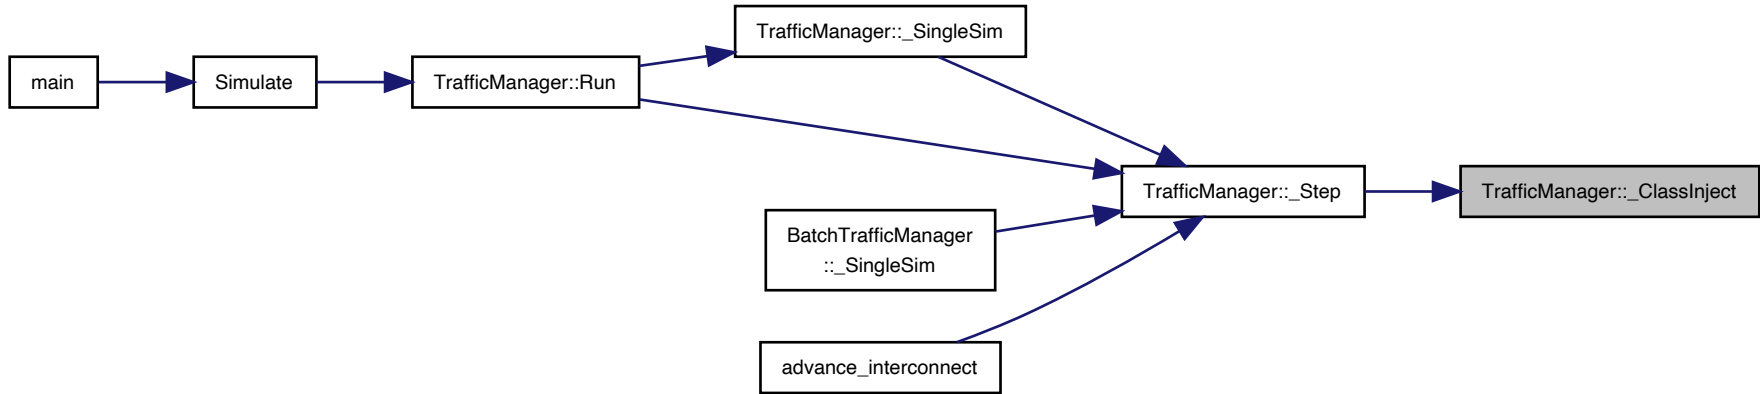 TrafficManager::_SingleSim
main
Simulate
TrafficManager::Run
TrafficManager::_Step
TrafficManager::_ClassInject
BatchTrafficManager
::_SingleSim
advance_interconnect